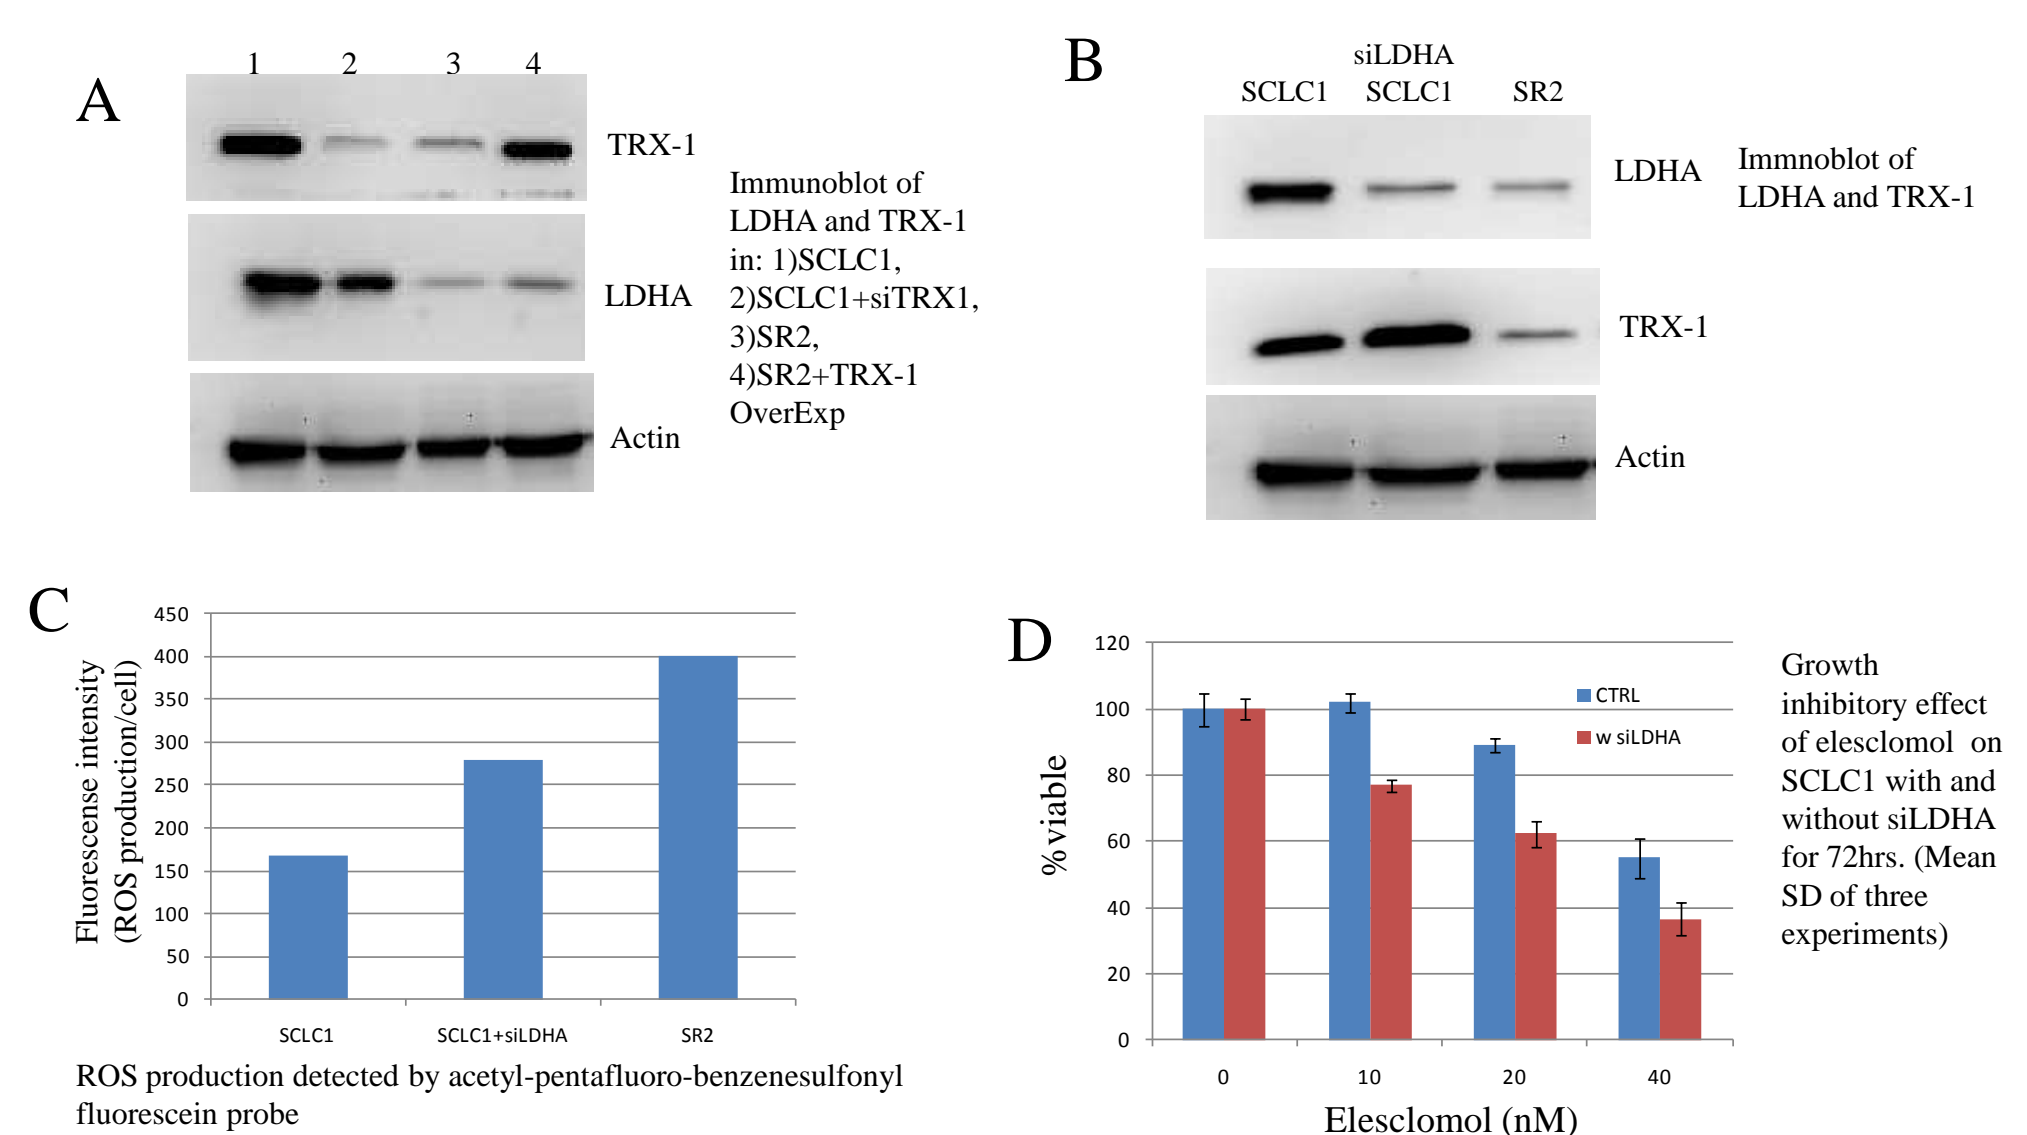 A
1 2 3 4
TRX-1
LDHA
Actin
Immunoblot of
LDHA and TRX-1
in: 1)SCLC1,
2)SCLC1+siTRX1,
3)SR2,
4)SR2+TRX-1
OverExp
B
siLDHA
SCLC1 SCLC1 SR2
LDHA
TRX-1
Actin
Immnoblot of
LDHA and TRX-1
C
Fluorescense intensity
(ROS production/cell)
450
400
350
300
250
200
150
100
50
0
SCLC1 SCLC1+siLDHA SR2
ROS production detected by acetyl-pentafluoro-benzenesulfonyl
fluorescein probe
D
%viable
120
100
80
60
40
20
0
CTRL
w siLDHA
0 10 20 40
Elesclomol (nM)
Growth
inhibitory effect
of elesclomol on
SCLC1 with and
without siLDHA
for 72hrs. (Mean
SD of three
experiments)